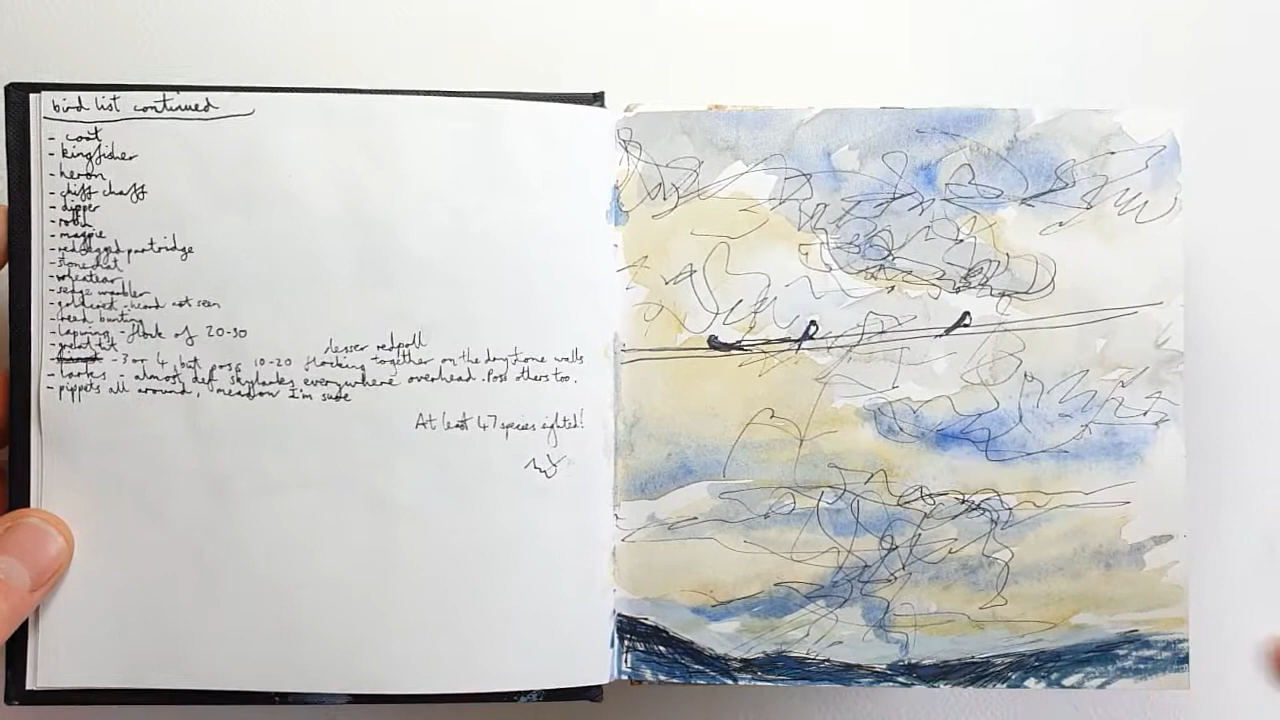 bird list continued
- coot
- kingfisher
- heron
- chiff chaff
- dipper
- robin
- magpie
- red legged partridge
- stonechat
- wheatear
- sedge warbler
- goldcrest - heard not seen
- reed bunting
- lapwing - flock of 20-30
- great tit
lesser redpoll
- 3 or 4 but poss 10-20 flocking together on the dry stone walls
- larks - almost def skylarks everywhere overhead. Poss others too.
- pippets all around, meadow I'm sure
At least 47 species sighted!